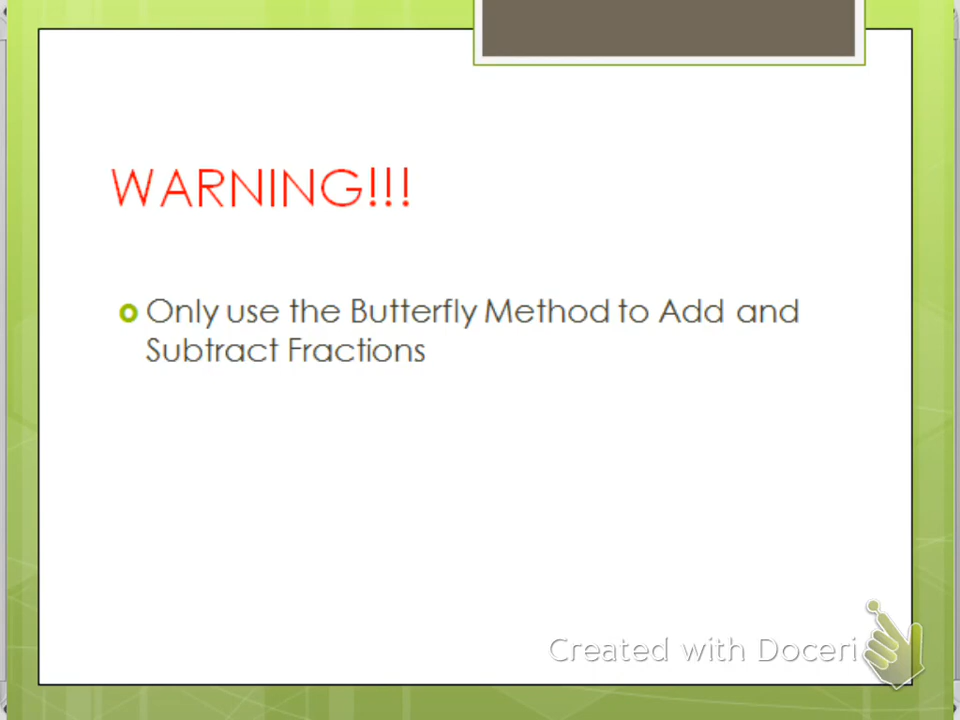 WARNING!!!
Only use the Butterfly Method to Add and
Subtract Fractions
Created with Doceri